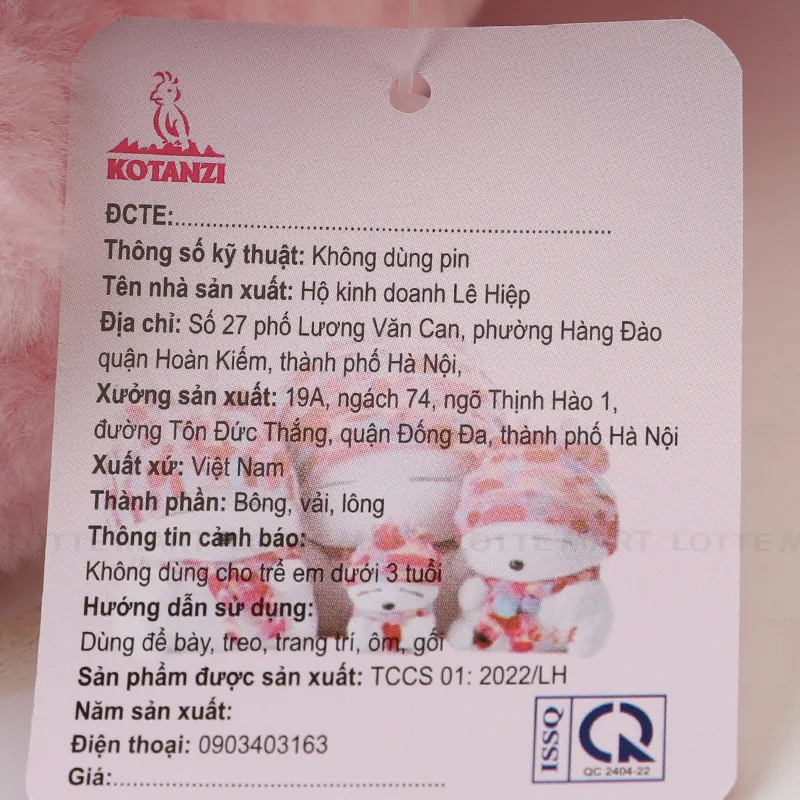 KOTANZI
ĐCTE:...............................................................
Thông số kỹ thuật: Không dùng pin
Tên nhà sản xuất: Hộ kinh doanh Lê Hiệp
Địa chỉ: Số 27 phố Lương Văn Can, phường Hàng Đào
quận Hoàn Kiếm, thành phố Hà Nội,
Xưởng sản xuất: 19A, ngách 74, ngõ Thịnh Hào 1,
đường Tôn Đức Thắng, quận Đống Đa, thành phố Hà Nội
Xuất xứ: Việt Nam
Thành phần: Bông, vải, lông
Thông tin cảnh báo:
LOTTE MART LOTTE MART LOTTE M
Không dùng cho trẻ em dưới 3 tuổi
Hướng dẫn sử dụng:
Dùng để bày, treo, trang trí, ôm, gối
Sản phẩm được sản xuất: TCCS 01: 2022/LH
Năm sản xuất:
Điện thoại: 0903403163
Giá:................................................
ISSQ
QC 2404-22